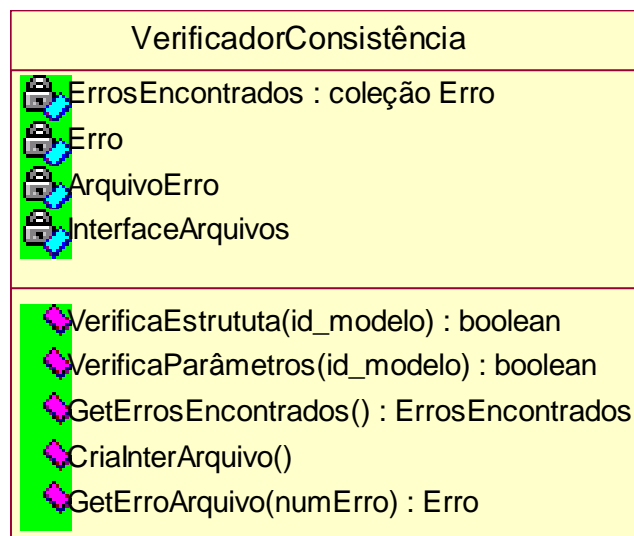 VerificadorConsistência
ErrosEncontrados : coleção Erro
Erro
ArquivoErro
InterfaceArquivos
VerificaEstrututa(id_modelo) : boolean
VerificaParâmetros(id_modelo) : boolean
GetErrosEncontrados() : ErrosEncontrados
CriaInterArquivo()
GetErroArquivo(numErro) : Erro